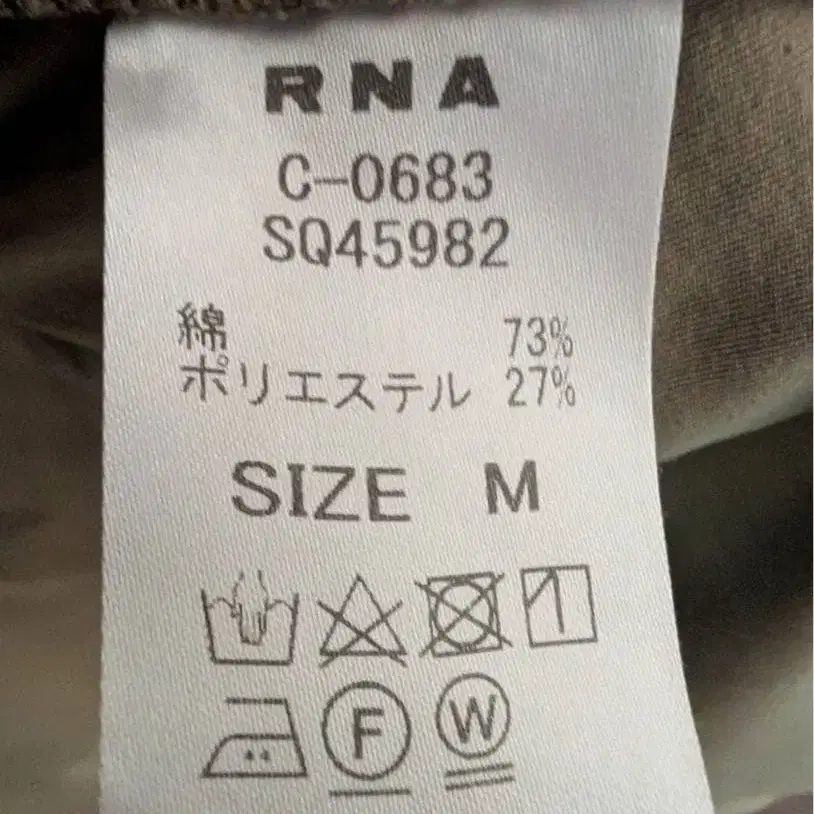 RNA
C-0683
SQ45982
綿 73%
ポリエステル 27%
SIZE M
F W